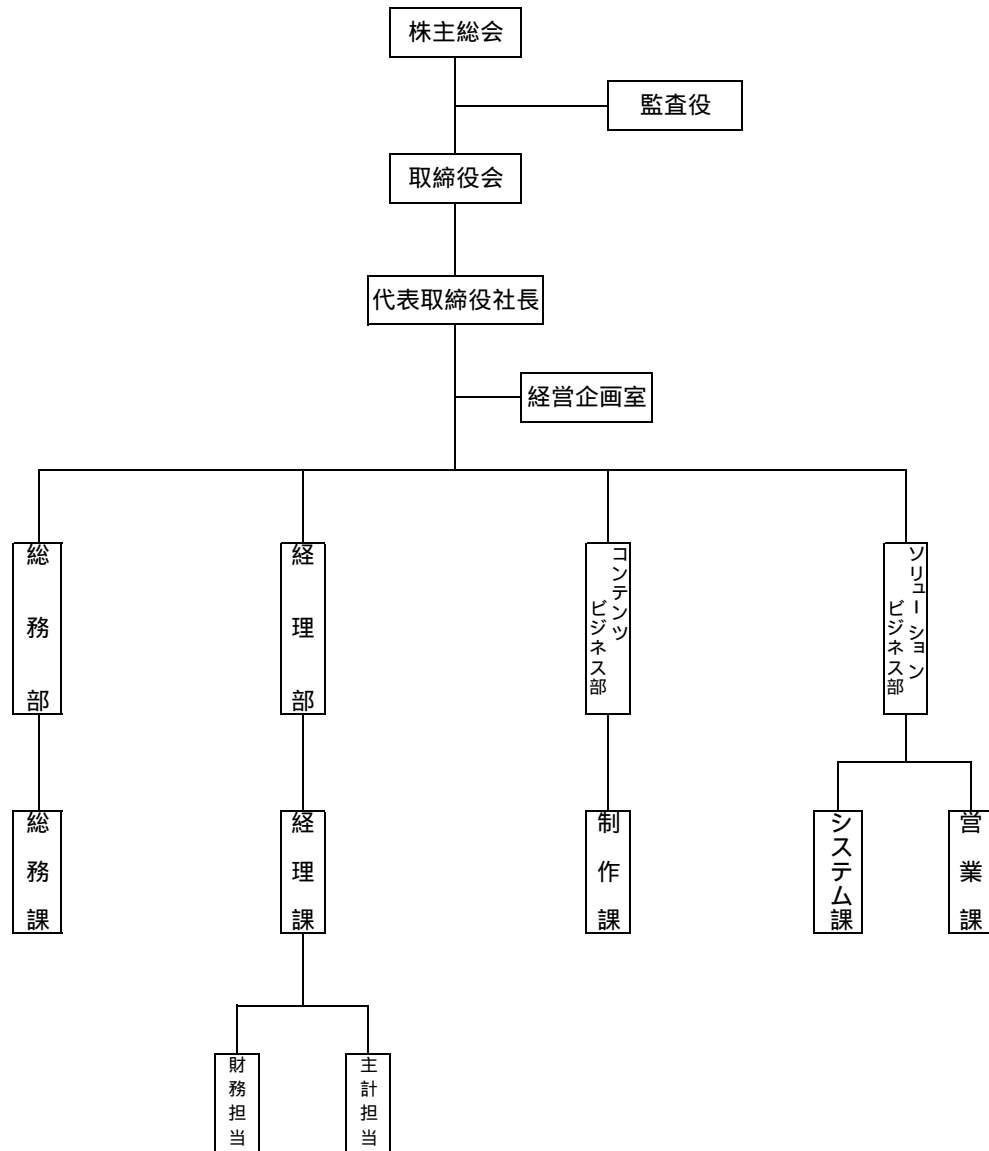 株主総会
監査役
取締役会
代表取締役社長
経営企画室
総務部
経理部
コンテンツ
ビジネス部
ソリューション
ビジネス部
総務課
経理課
制作課
システム課
営業課
財務担当
主計担当